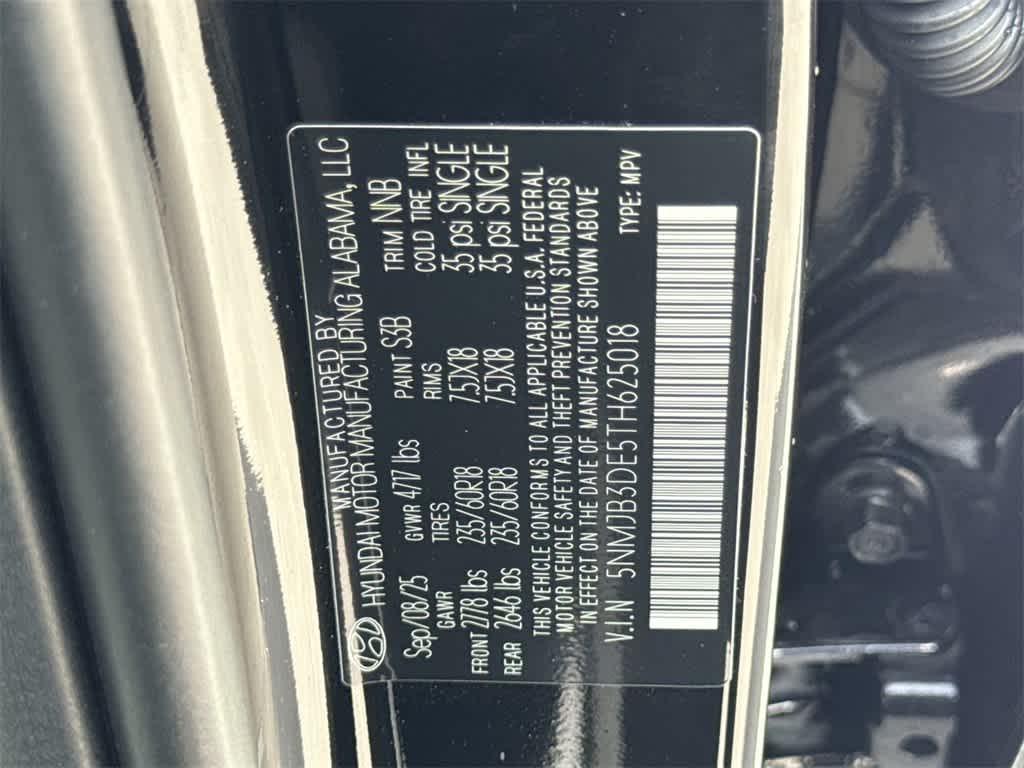 MANUFACTURED BY
HYUNDAI MOTOR MANUFACTURING ALABAMA, LLC
Sep/08/25 GVWR 4717 lbs PAINT S3B TRIM NNB
GAWR TIRES RIMS COLD TIRE INFL
FRONT 2778 lbs 235/60R18 7.5JX18 35 psi SINGLE
REAR 2646 lbs 235/60R18 7.5JX18 35 psi SINGLE
THIS VEHICLE CONFORMS TO ALL APPLICABLE U.S.A. FEDERAL
MOTOR VEHICLE SAFETY AND THEFT PREVENTION STANDARDS
IN EFFECT ON THE DATE OF MANUFACTURE SHOWN ABOVE
V.I.N 5NMJB3DE5TH625018 TYPE: MPV